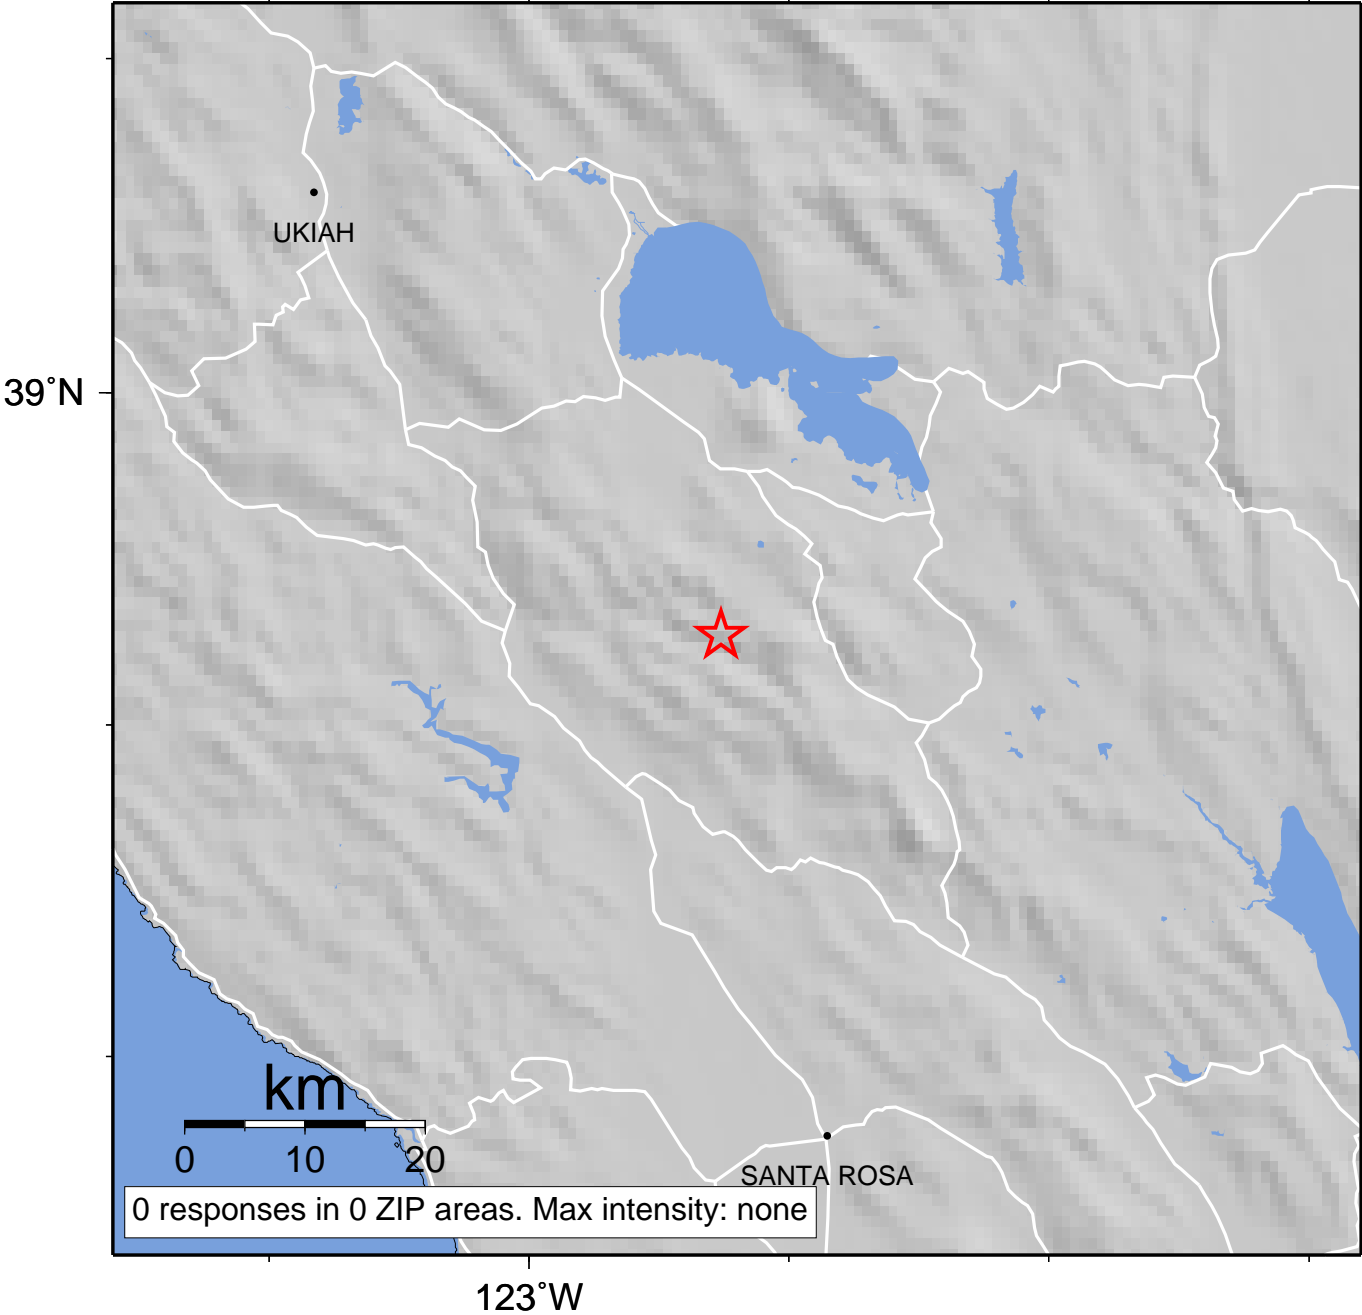 UKIAH
39°N
km
0 10 20
SANTA ROSA
0 responses in 0 ZIP areas. Max intensity: none
123°W